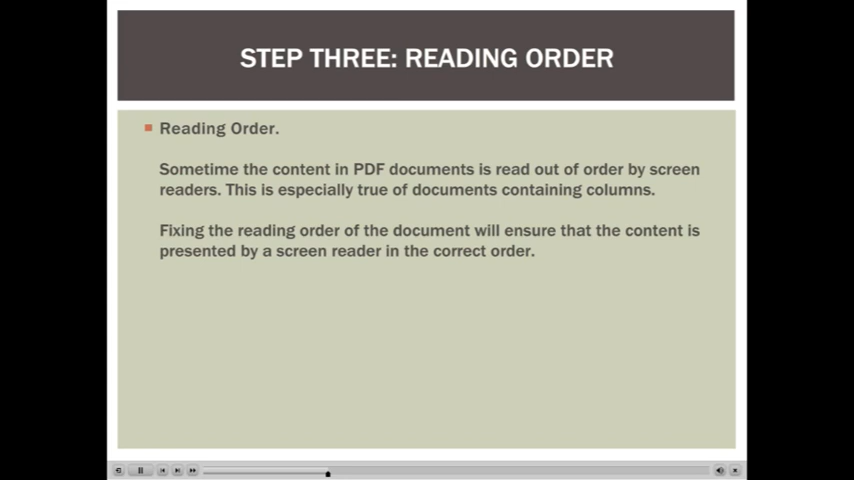 STEP THREE: READING ORDER
Reading Order.
Sometime the content in PDF documents is read out of order by screen
readers. This is especially true of documents containing columns.
Fixing the reading order of the document will ensure that the content is
presented by a screen reader in the correct order.